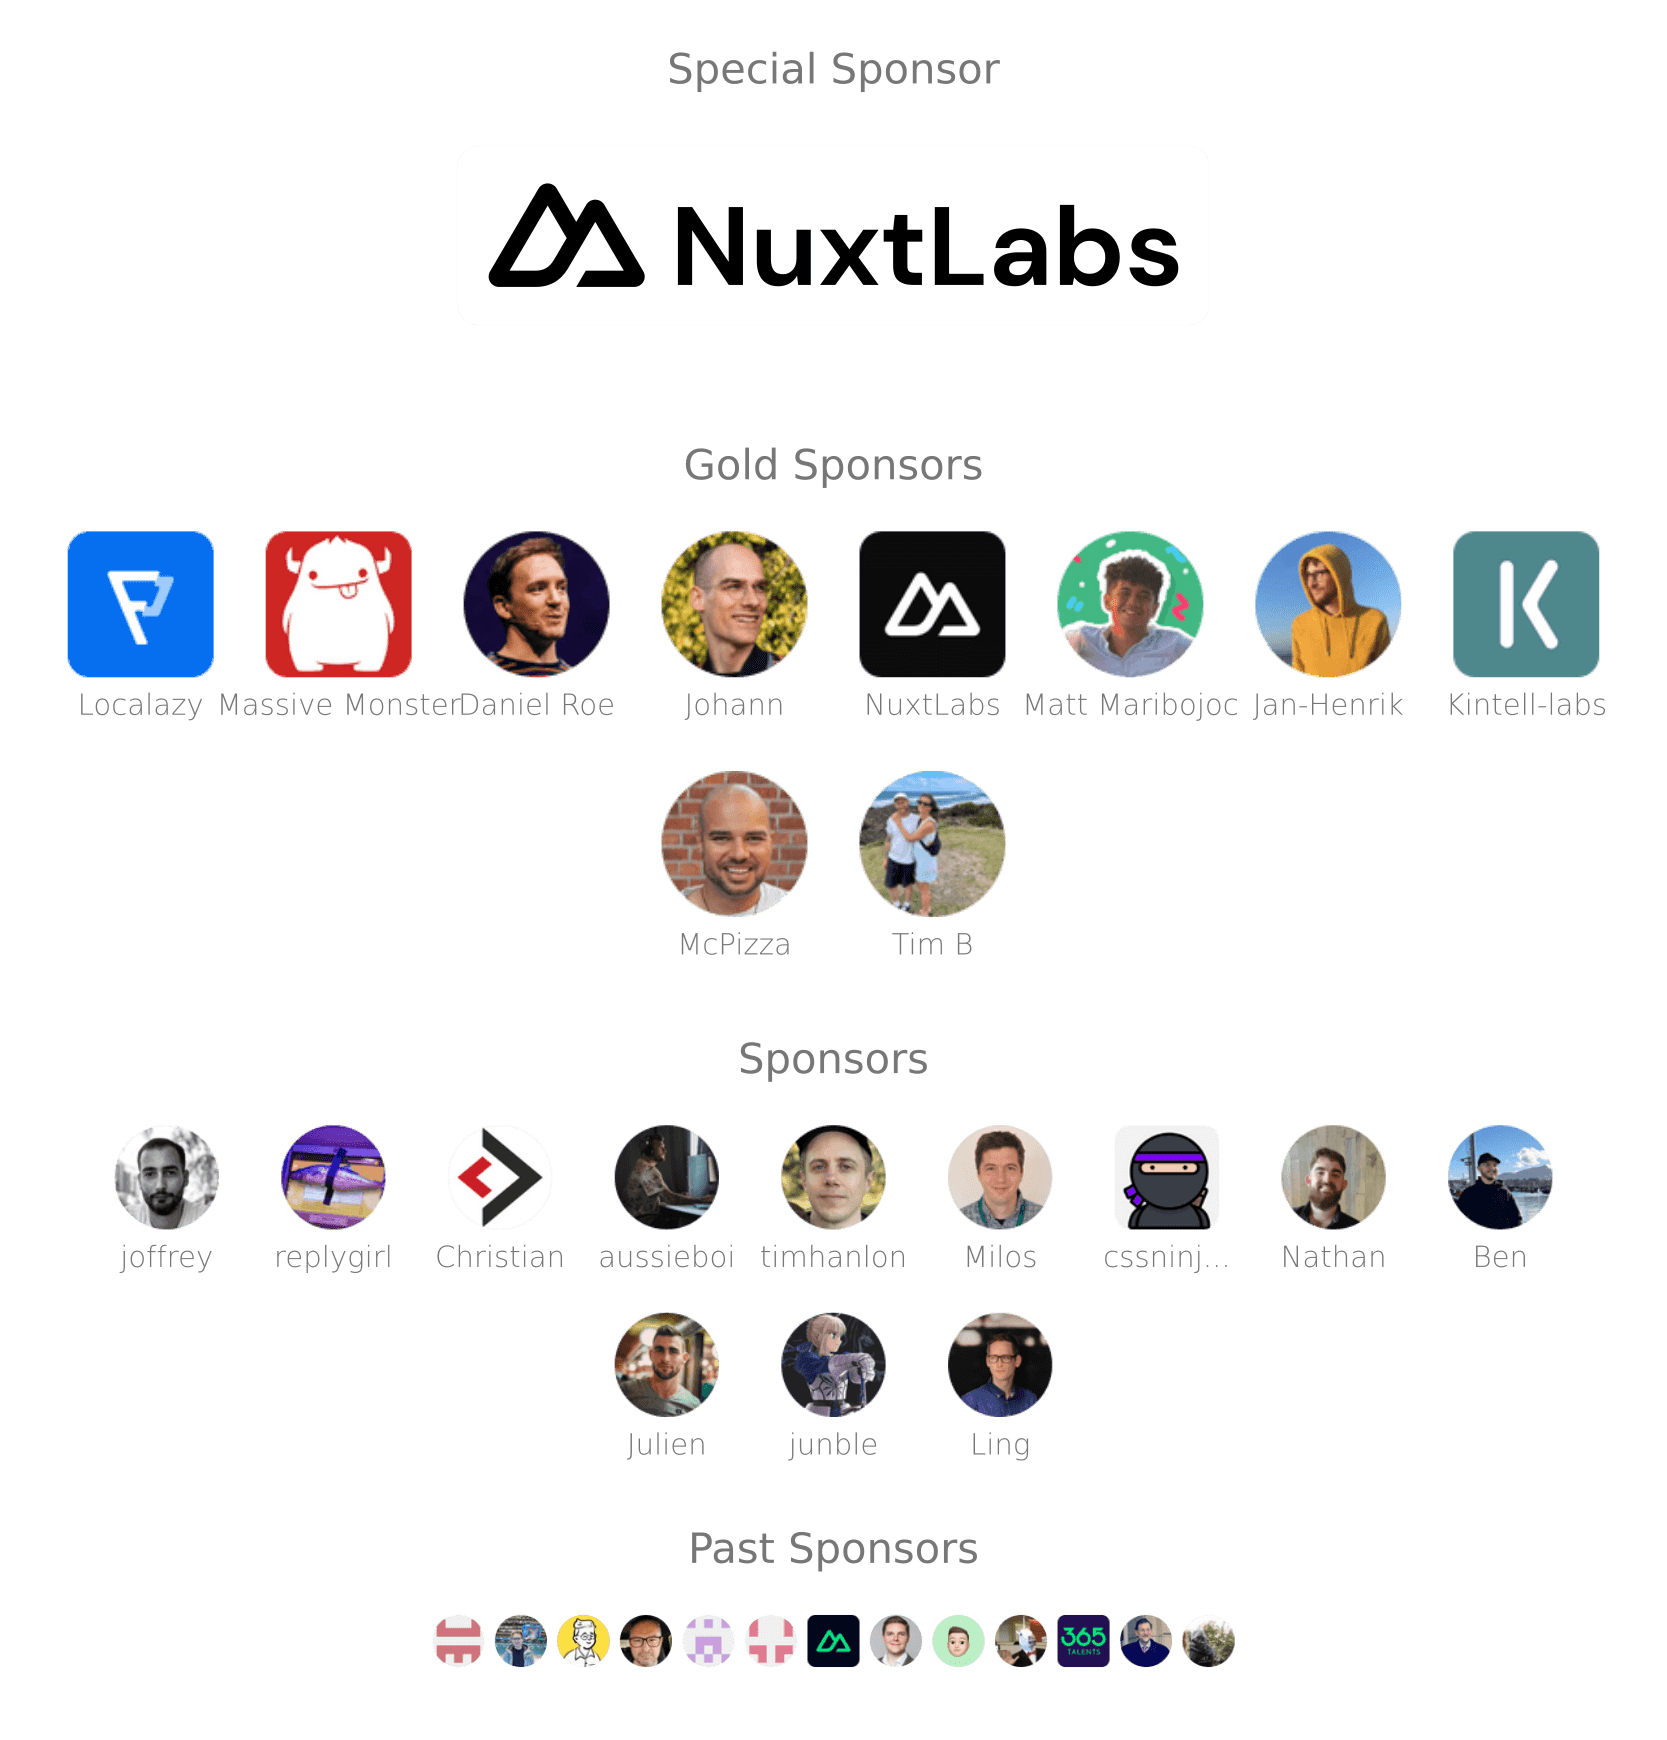 Special Sponsor
NuxtLabs
Gold Sponsors
Localazy Massive Monster Daniel Roe Johann NuxtLabs Matt Maribojoc Jan-Henrik Kintell-labs
McPizza Tim B
Sponsors
joffrey replygirl Christian aussieboi timhanlon Milos cssninj... Nathan Ben
Julien junble Ling
Past Sponsors
365
TALENTS